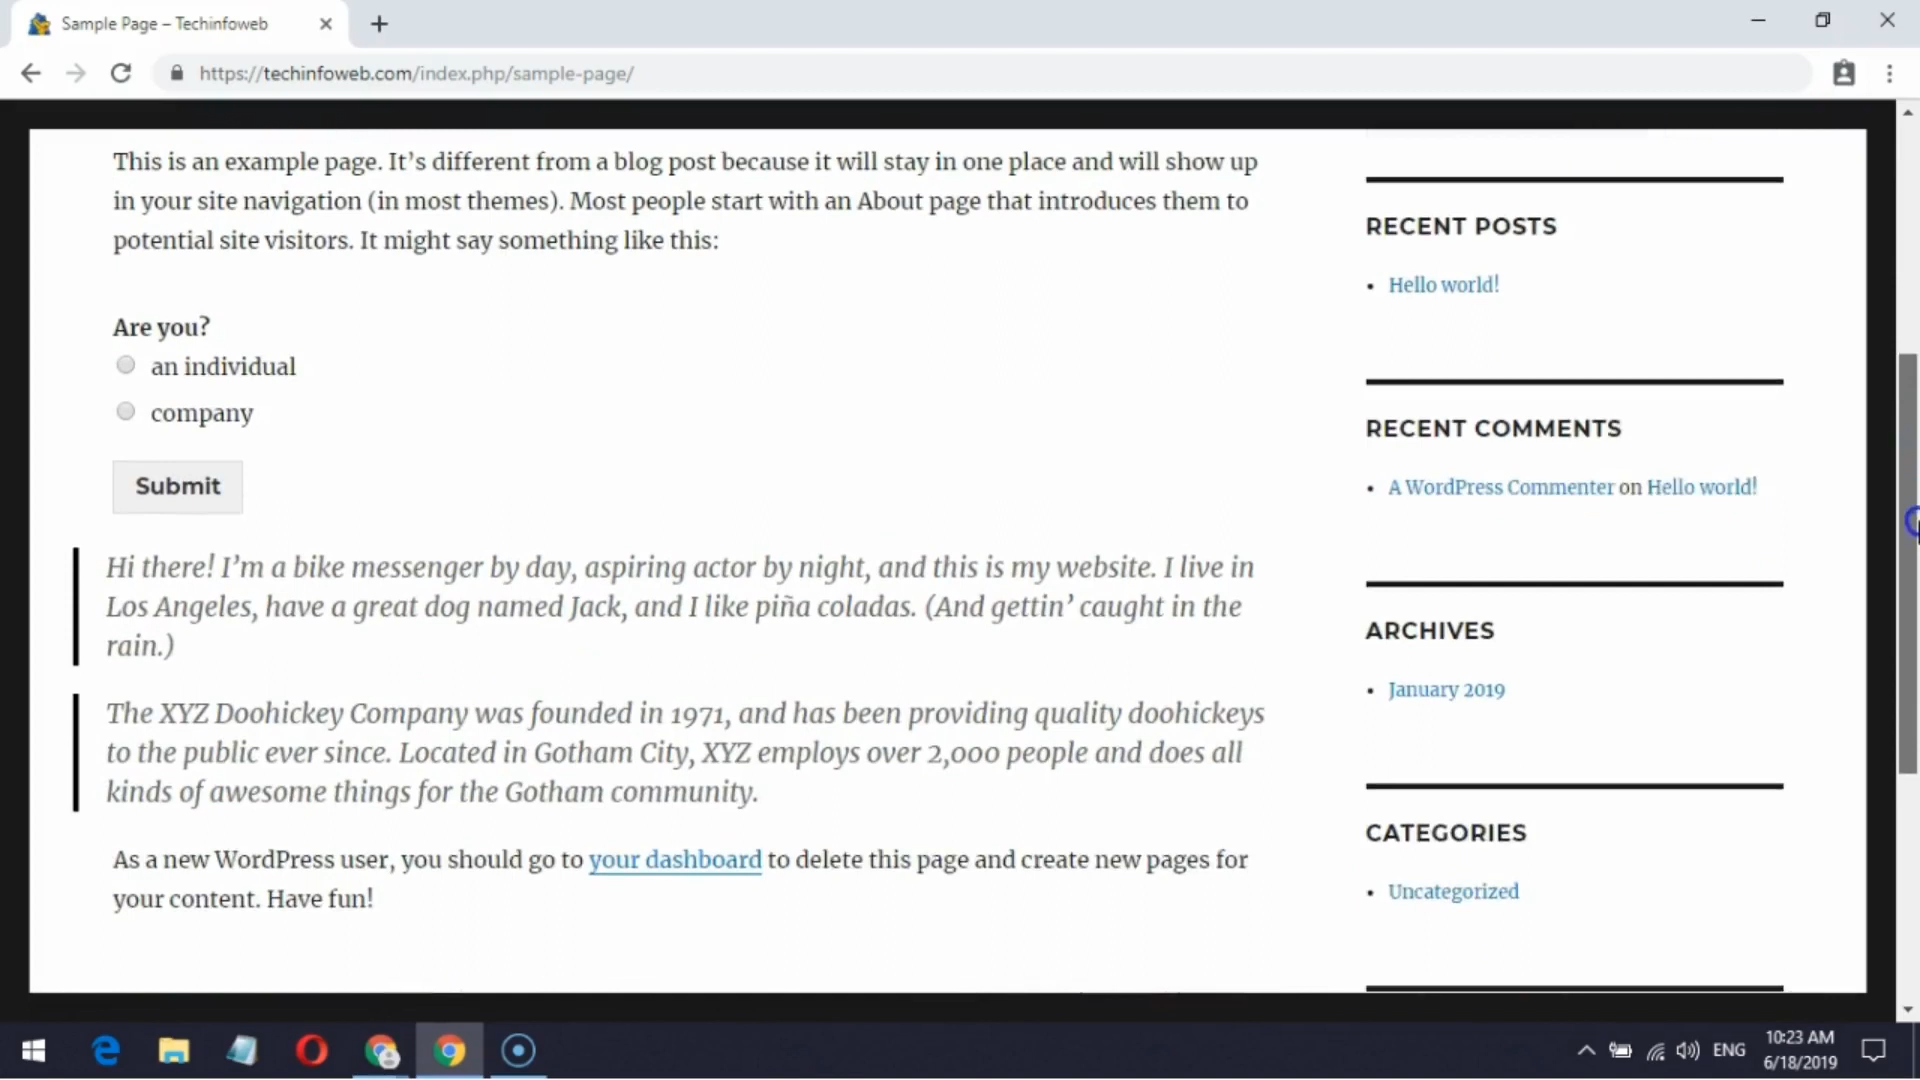 Sample Page – Techinfoweb
https://techinfoweb.com/index.php/sample-page/
This is an example page. It’s different from a blog post because it will stay in one place and will show up
in your site navigation (in most themes). Most people start with an About page that introduces them to
potential site visitors. It might say something like this:
Are you?
an individual
company
Submit
Hi there! I’m a bike messenger by day, aspiring actor by night, and this is my website. I live in
Los Angeles, have a great dog named Jack, and I like piña coladas. (And gettin’ caught in the
rain.)
The XYZ Doohickey Company was founded in 1971, and has been providing quality doohickeys
to the public ever since. Located in Gotham City, XYZ employs over 2,000 people and does all
kinds of awesome things for the Gotham community.
As a new WordPress user, you should go to your dashboard to delete this page and create new pages for
your content. Have fun!
RECENT POSTS
Hello world!
RECENT COMMENTS
A WordPress Commenter on Hello world!
ARCHIVES
January 2019
CATEGORIES
Uncategorized
ENG
10:23 AM
6/18/2019